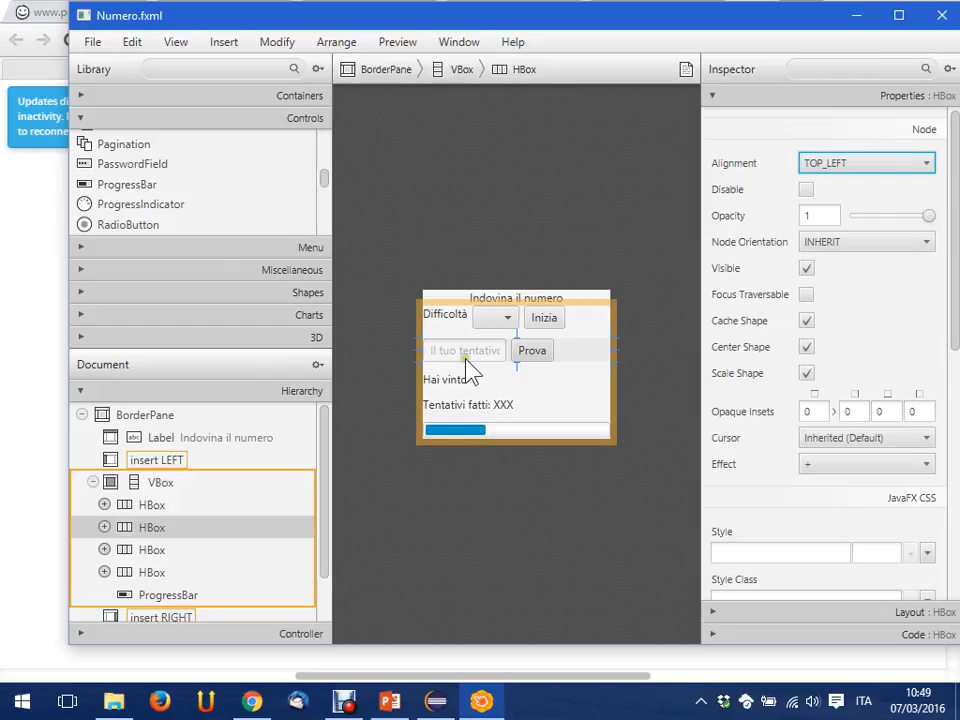 www.p
Numero.fxml
File Edit View Insert Modify Arrange Preview Window Help
Library
BorderPane VBox HBox
Inspector
Containers
Controls
Pagination
PasswordField
ProgressBar
ProgressIndicator
RadioButton
Menu
Miscellaneous
Shapes
Charts
3D
Document
Hierarchy
BorderPane
abc Label Indovina il numero
insert LEFT
VBox
HBox
HBox
HBox
HBox
ProgressBar
insert RIGHT
Controller
Updates di
inactivity.
to reconne
Indovina il numero
Difficoltà Inizia
Il tuo tentativo Prova
Hai vinto
Tentativi fatti: XXX
Properties : HBox
Node
Alignment TOP_LEFT
Disable
Opacity 1
Node Orientation INHERIT
Visible
Focus Traversable
Cache Shape
Center Shape
Scale Shape
Opaque Insets 0 0 0 0
Cursor Inherited (Default)
Effect +
JavaFX CSS
Style
Style Class
Layout : HBox
Code : HBox
ITA
10:49
07/03/2016